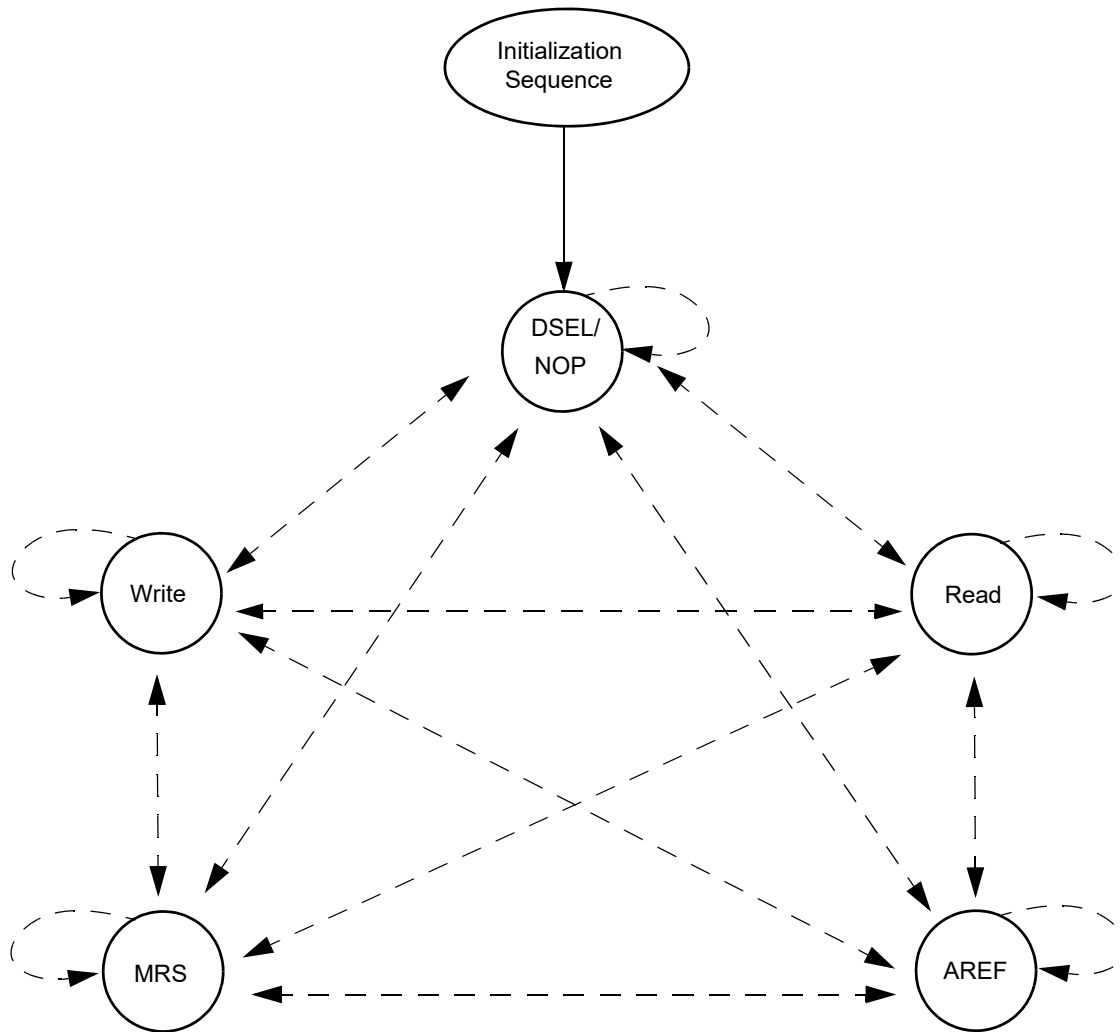 Initialization
Sequence
DSEL/
NOP
Write
Read
MRS
AREF